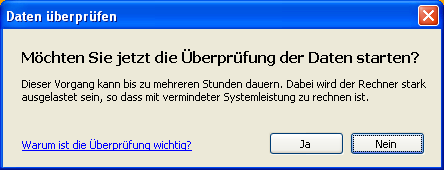 Daten überprüfen
Möchten Sie jetzt die Überprüfung der Daten starten?
Dieser Vorgang kann bis zu mehreren Stunden dauern. Dabei wird der Rechner stark
ausgelastet sein, so dass mit vermindeter Systemleistung zu rechnen ist.
Warum ist die Überprüfung wichtig?
Ja
Nein